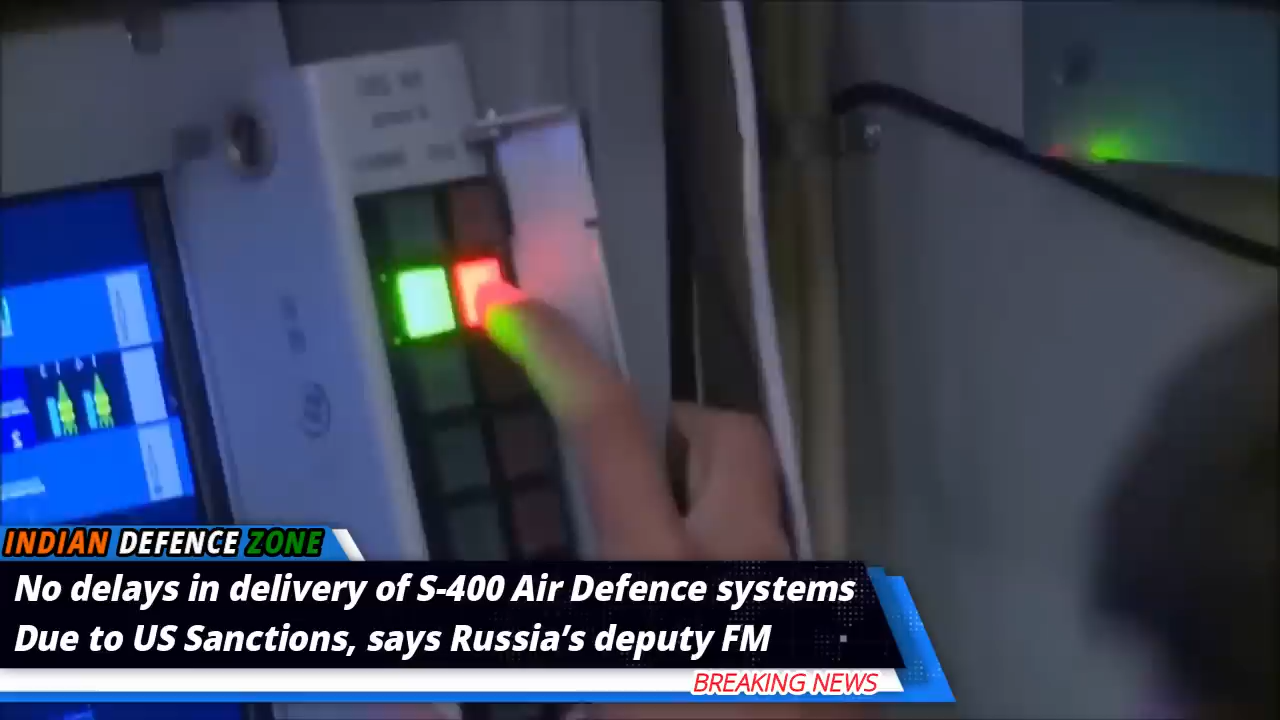 INDIAN DEFENCE ZONE
No delays in delivery of S-400 Air Defence systems
Due to US Sanctions, says Russia’s deputy FM
BREAKING NEWS